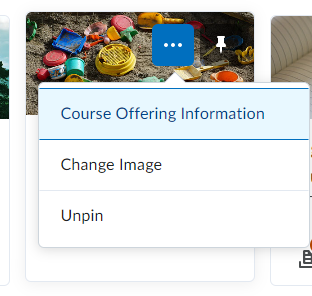 Course Offering Information
Change Image
Unpin